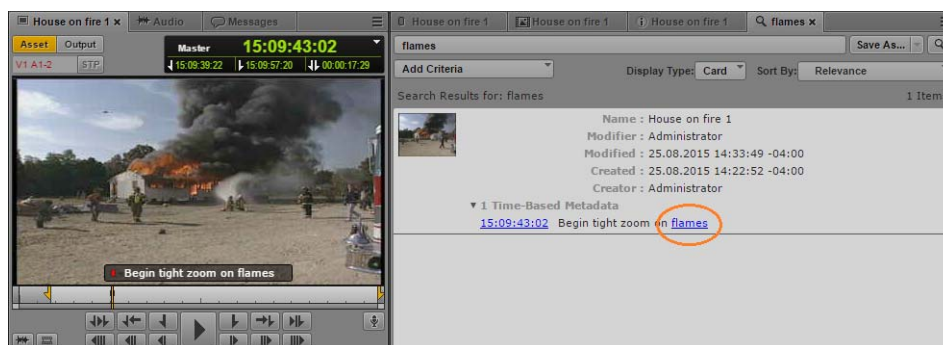 House on fire 1 ×
Audio
Messages
Asset
Output
Master
15:09:43:02
V1 A1-2
STP
15:09:39:22
15:09:57:20
00:00:17:29
Begin tight zoom on flames
House on fire 1
House on fire 1
House on fire 1
flames ×
flames
Save As...
Add Criteria
Display Type: Card
Sort By: Relevance
Search Results for: flames
1 Item
Name : House on fire 1
Modifier : Administrator
Modified : 25.08.2015 14:33:49 -04:00
Created : 25.08.2015 14:22:52 -04:00
Creator : Administrator
1 Time-Based Metadata
15:09:43:02 Begin tight zoom on flames